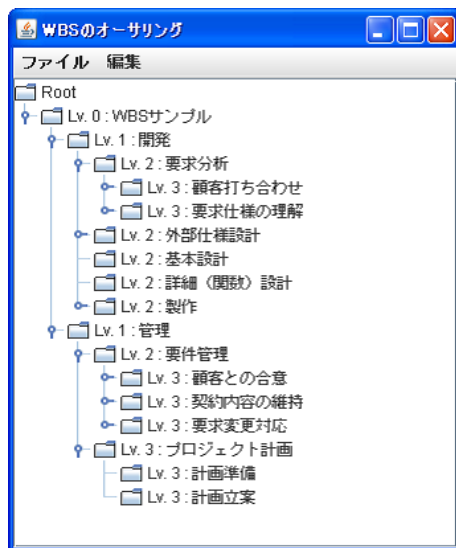 WBSのオーサリング
ファイル 編集
Root
Lv. 0 : WBSサンプル
Lv. 1 : 開発
Lv. 2 : 要求分析
Lv. 3 : 顧客打ち合わせ
Lv. 3 : 要求仕様の理解
Lv. 2 : 外部仕様設計
Lv. 2 : 基本設計
Lv. 2 : 詳細（関数）設計
Lv. 2 : 製作
Lv. 1 : 管理
Lv. 2 : 要件管理
Lv. 3 : 顧客との合意
Lv. 3 : 契約内容の維持
Lv. 3 : 要求変更対応
Lv. 3 : プロジェクト計画
Lv. 3 : 計画準備
Lv. 3 : 計画立案